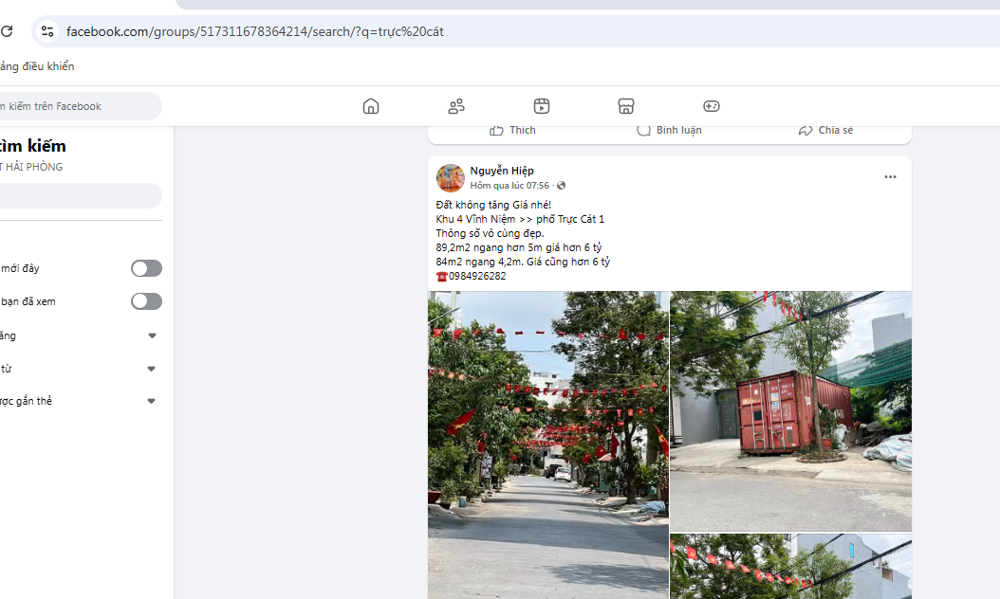 facebook.com/groups/517311678364214/search/?q=trực%20cát
ảng điều khiển
m kiếm trên Facebook
tìm kiếm
T HẢI PHÒNG
mới đây
bạn đã xem
ăng
từ
ợc gắn thẻ
Thích
Bình luận
Chia sẻ
Nguyễn Hiệp
Hôm qua lúc 07:56 ·
Đất không tăng Giá nhé!
Khu 4 Vĩnh Niệm >> phố Trực Cát 1
Thông số vô cùng đẹp.
89,2m2 ngang hơn 5m giá hơn 6 tỷ
84m2 ngang 4,2m. Giá cũng hơn 6 tỷ
☎️0984926282